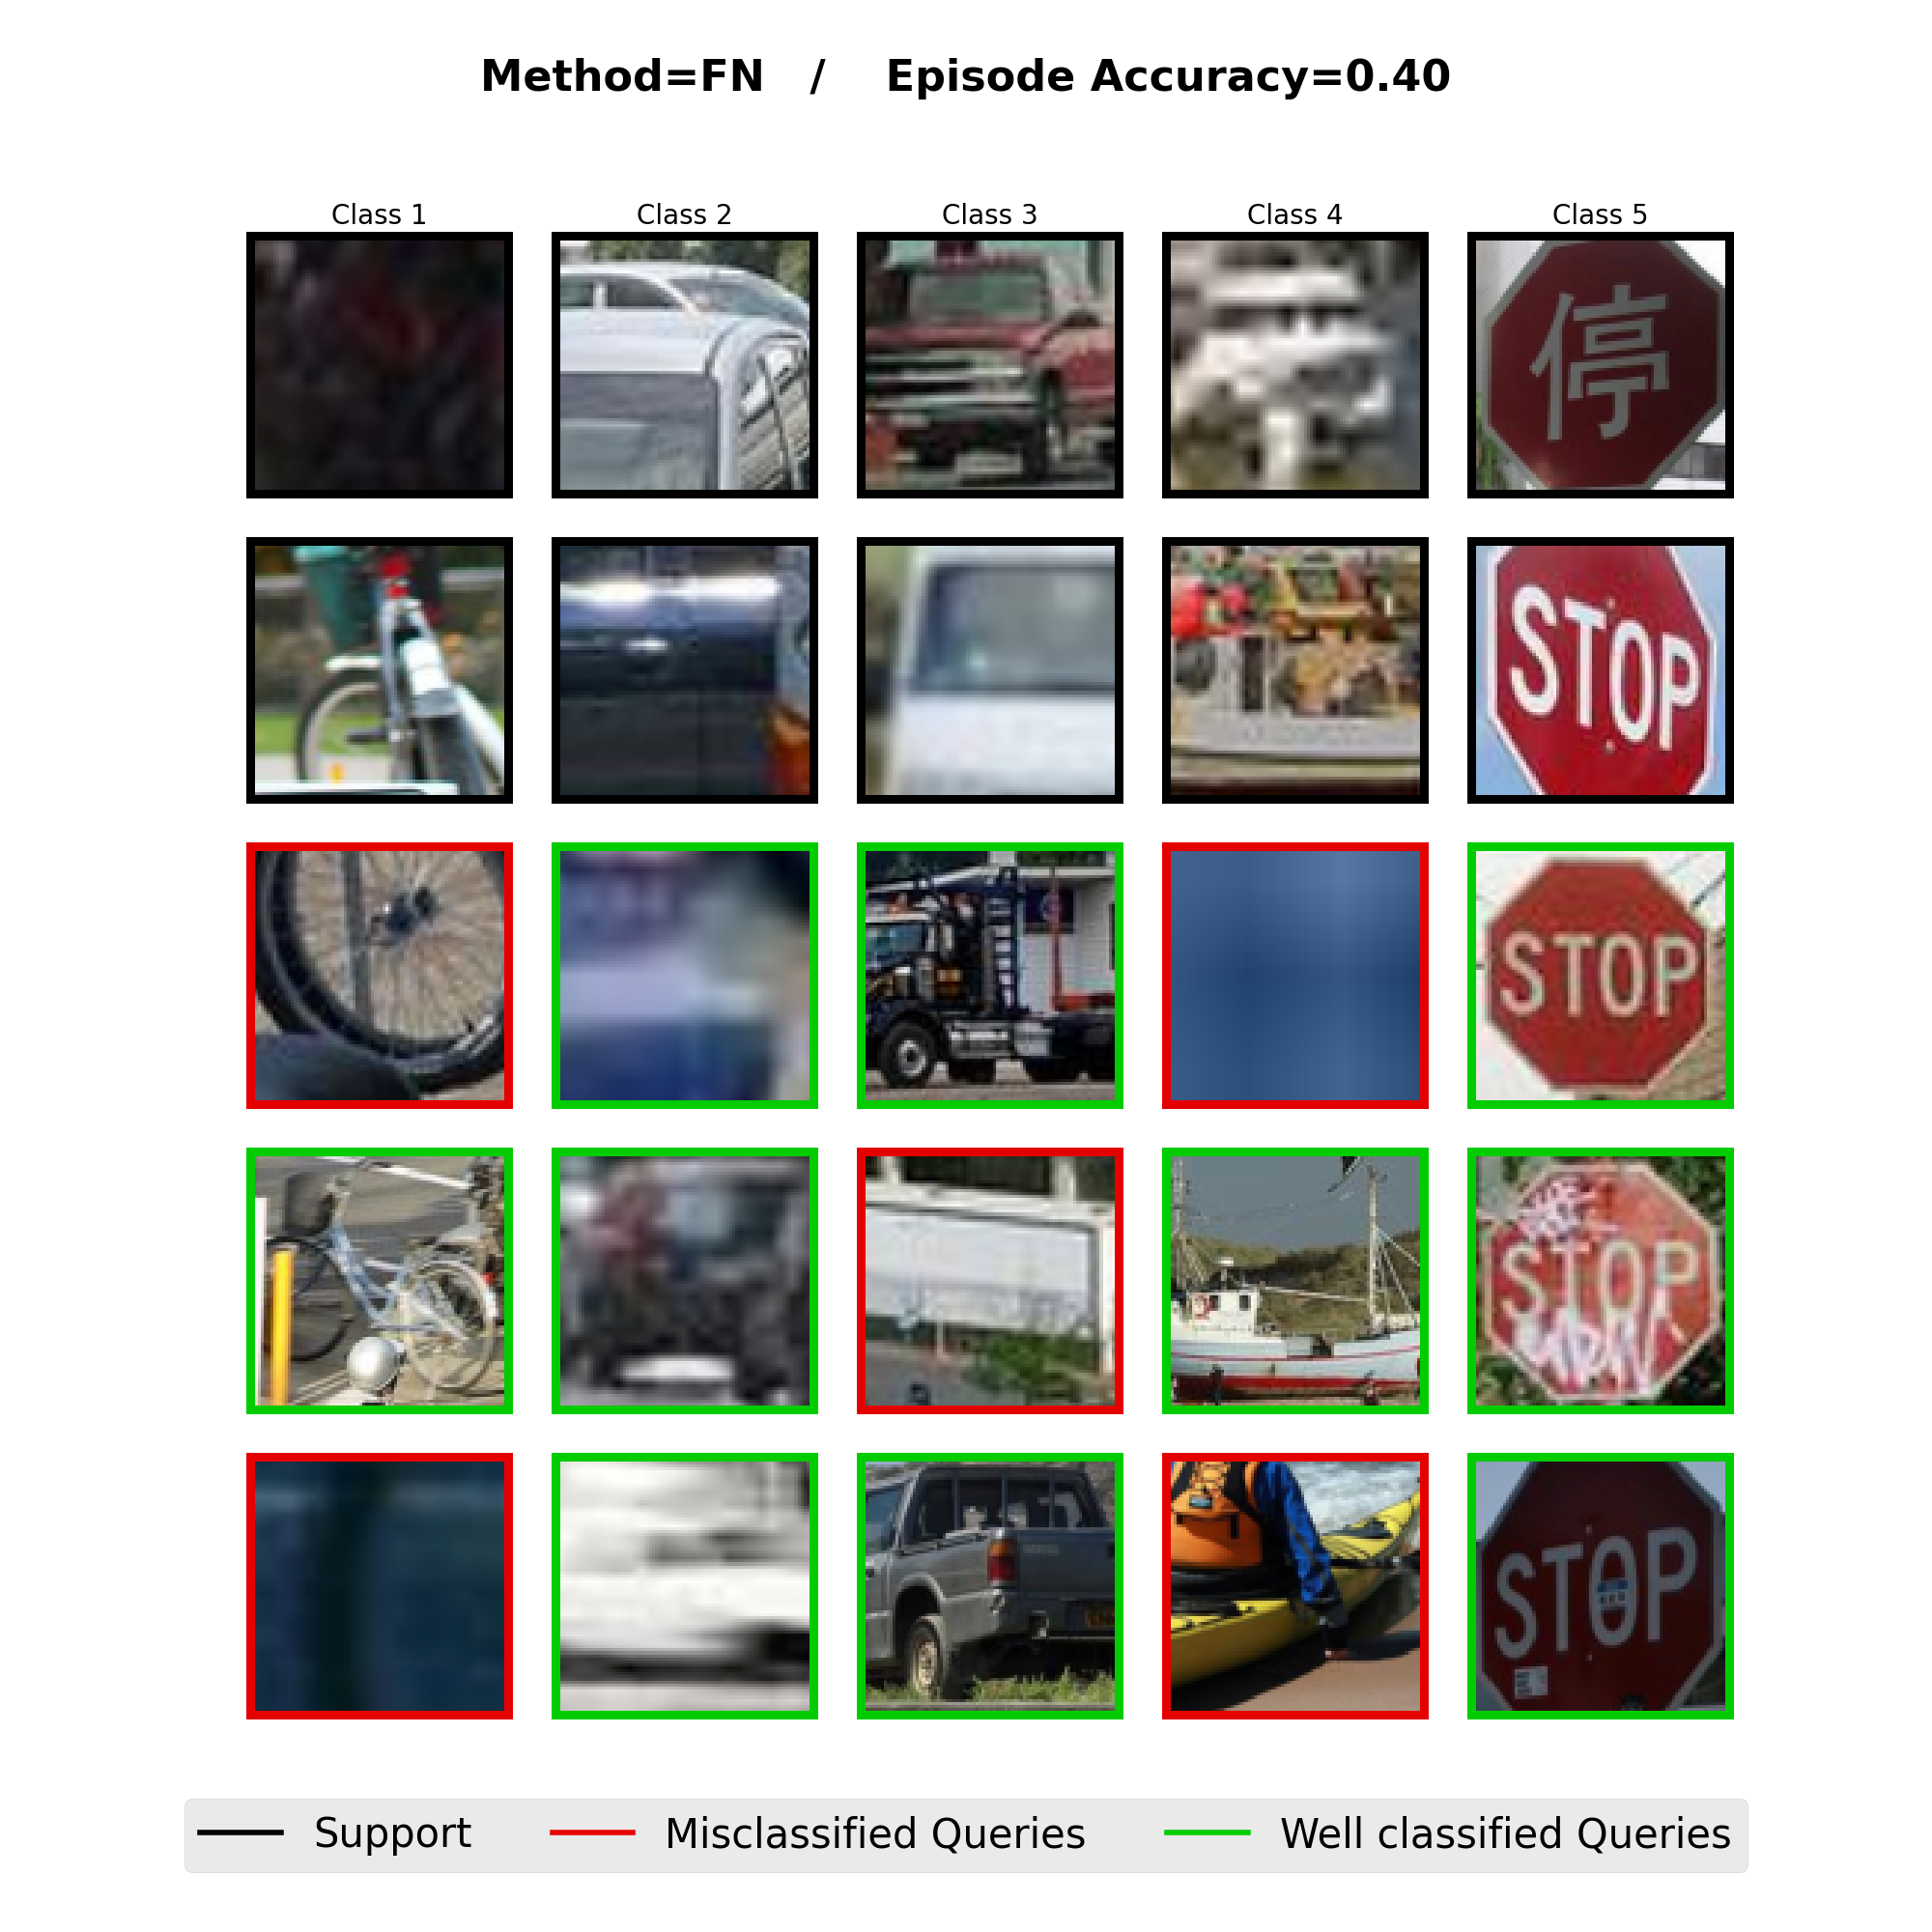 Method=FN / Episode Accuracy=0.40
Class 1 Class 2 Class 3 Class 4 Class 5
停
STOP
STOP
STOP
STOP
Support Misclassified Queries Well classified Queries